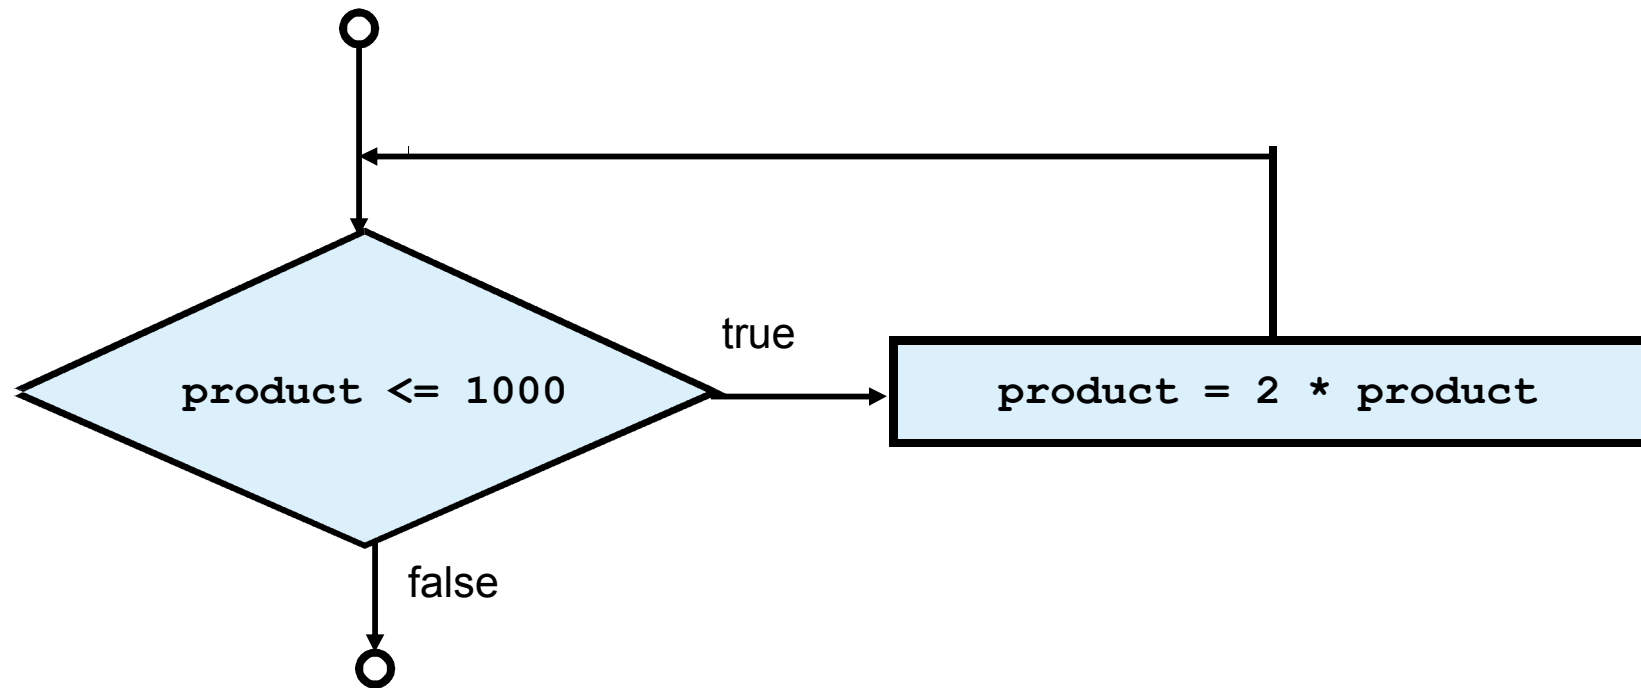 true
product <= 1000
product = 2 * product
false